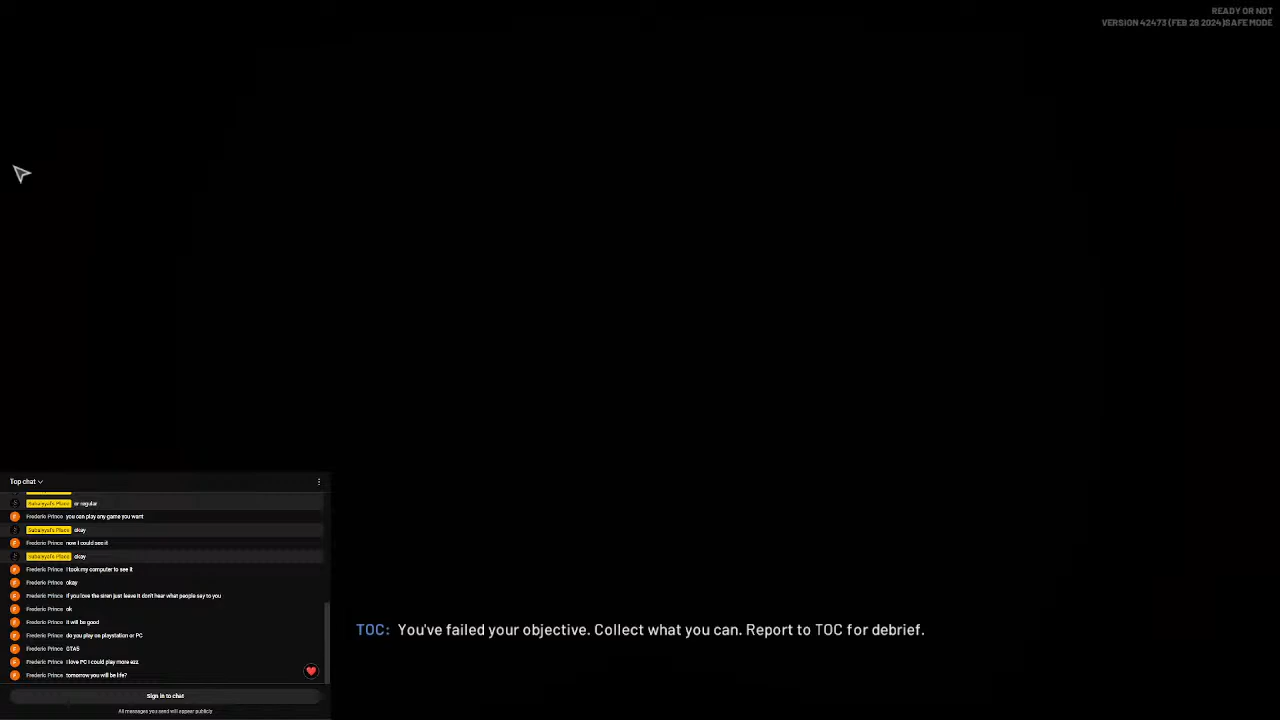 READY OR NOT
VERSION 42473 (FEB 28 2024)SAFE MODE
Top chat
or regular
Frederic Prince you can play any game you want
okay
Frederic Prince now I could see it
okay
Frederic Prince I took my computer to see it
Frederic Prince okay
Frederic Prince if you love the siren just leave it don't hear what people say to you
Frederic Prince ok
Frederic Prince it will be good
Frederic Prince do you play on playstation or PC
Frederic Prince GTA5
Frederic Prince I love PC I could play more ezz
Frederic Prince tomorrow you will be life?
Sign in to chat
All messages you send will appear publicly
TOC: You've failed your objective. Collect what you can. Report to TOC for debrief.